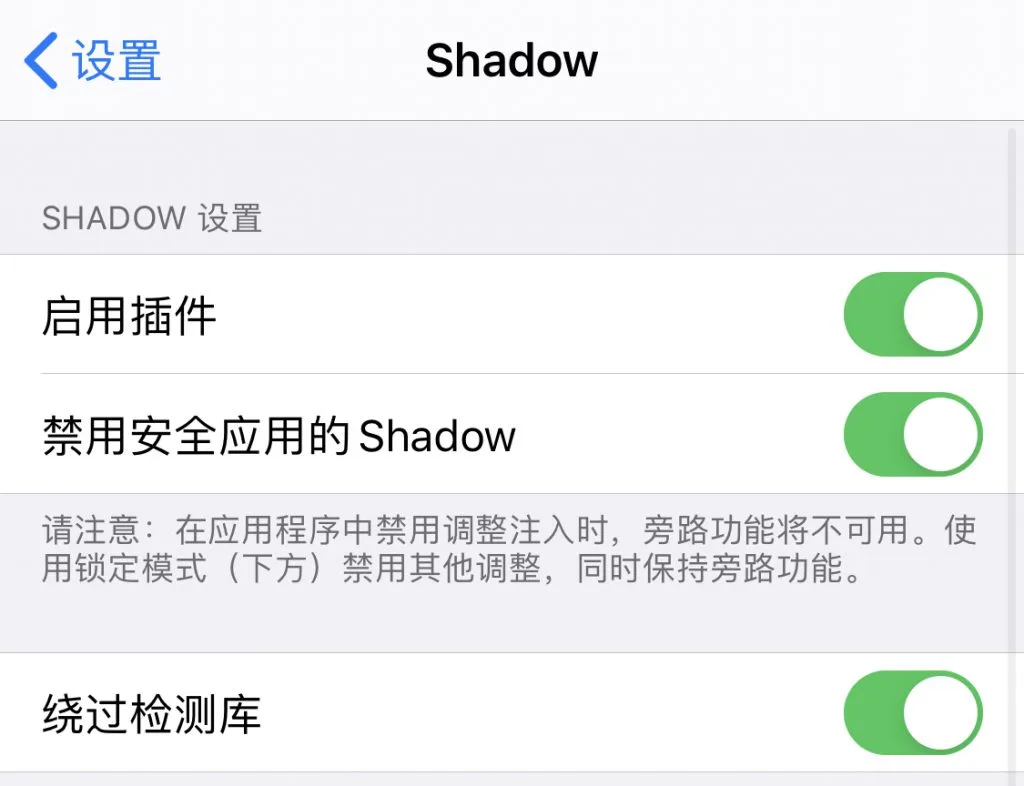 设置
Shadow
SHADOW 设置
启用插件
禁用安全应用的Shadow
请注意：在应用程序中禁用调整注入时，旁路功能将不可用。使
用锁定模式（下方）禁用其他调整，同时保持旁路功能。
绕过检测库